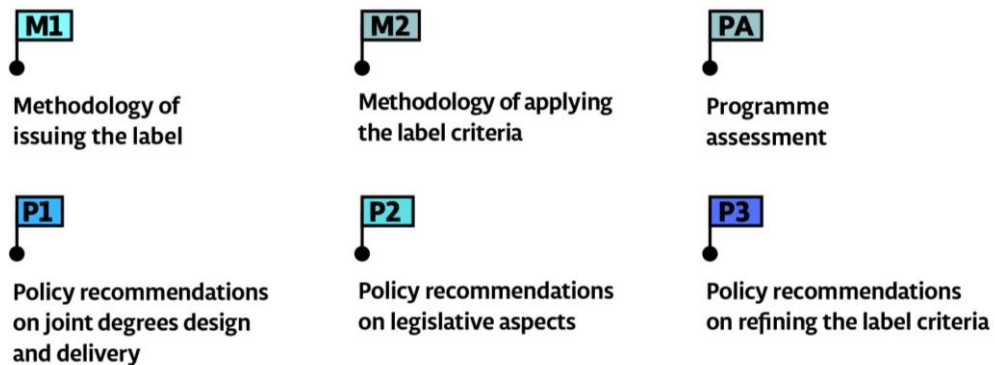 M1
Methodology of
issuing the label
M2
Methodology of applying
the label criteria
PA
Programme
assessment
P1
Policy recommendations
on joint degrees design
and delivery
P2
Policy recommendations
on legislative aspects
P3
Policy recommendations
on refining the label criteria